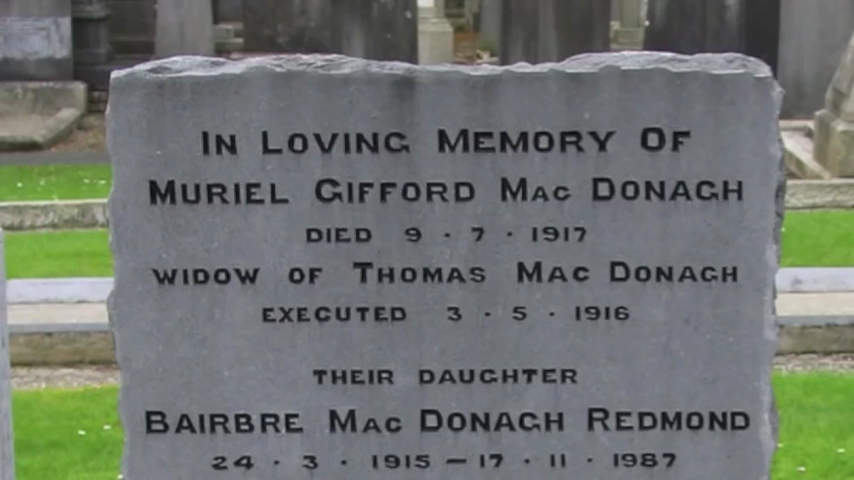 IN LOVING MEMORY OF
MURIEL GIFFORD MAC DONAGH
DIED 9 · 7 · 1917
WIDOW OF THOMAS MAC DONAGH
EXECUTED 3 · 5 · 1916
THEIR DAUGHTER
BAIRBRE MAC DONAGH REDMOND
24 · 3 · 1915 – 17 · 11 · 1987